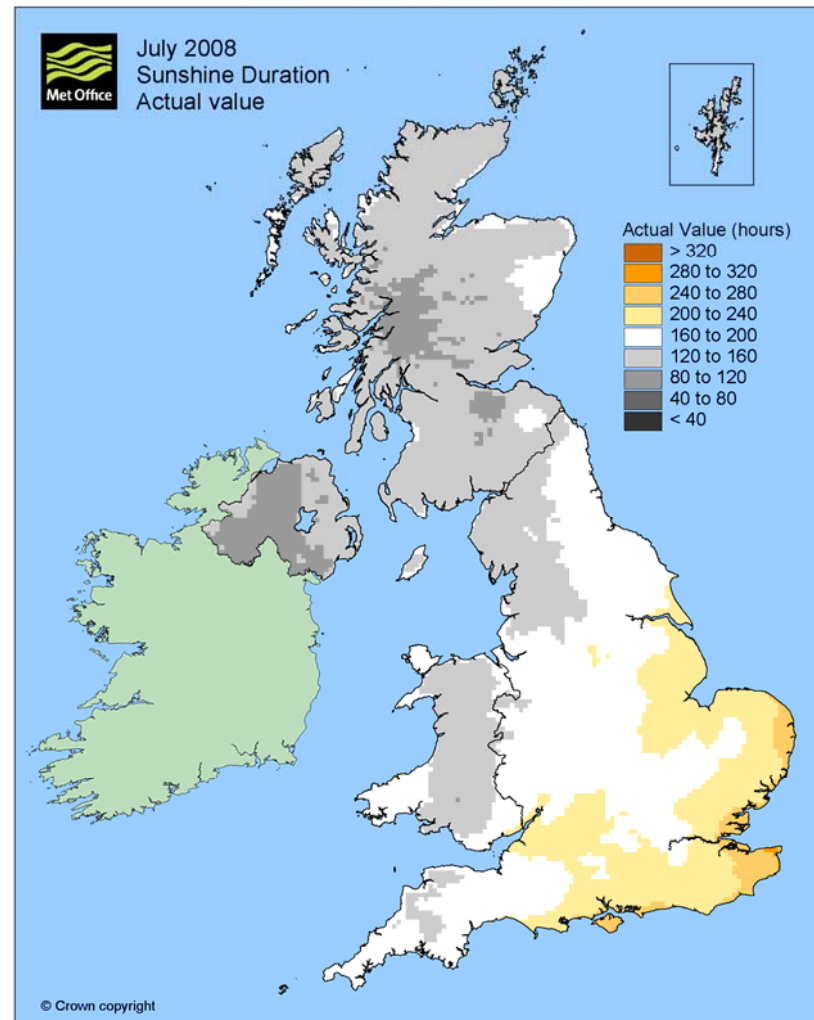 Met Office
July 2008
Sunshine Duration
Actual value
Actual Value (hours)
> 320
280 to 320
240 to 280
200 to 240
160 to 200
120 to 160
80 to 120
40 to 80
< 40
© Crown copyright